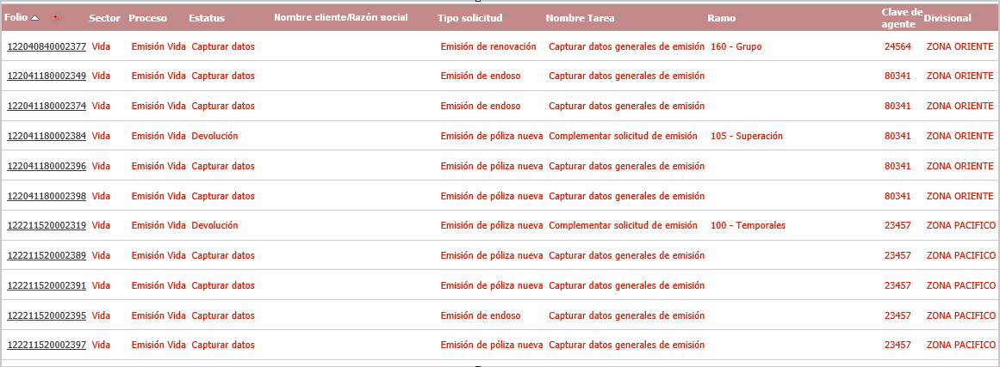 Folio Sector Proceso Estatus Nombre cliente/Razón social Tipo solicitud Nombre Tarea Ramo Clave de agente Divisional
122040840002377 Vida Emisión Vida Capturar datos Emisión de renovación Capturar datos generales de emisión 160 - Grupo 24564 ZONA ORIENTE
122041180002349 Vida Emisión Vida Capturar datos Emisión de endoso Capturar datos generales de emisión 80341 ZONA ORIENTE
122041180002374 Vida Emisión Vida Capturar datos Emisión de endoso Capturar datos generales de emisión 80341 ZONA ORIENTE
122041180002384 Vida Emisión Vida Devolución Emisión de póliza nueva Complementar solicitud de emisión 105 - Superación 80341 ZONA ORIENTE
122041180002396 Vida Emisión Vida Capturar datos Emisión de póliza nueva Capturar datos generales de emisión 80341 ZONA ORIENTE
122041180002398 Vida Emisión Vida Capturar datos Emisión de póliza nueva Capturar datos generales de emisión 80341 ZONA ORIENTE
122211520002319 Vida Emisión Vida Devolución Emisión de póliza nueva Complementar solicitud de emisión 100 - Temporales 23457 ZONA PACIFICO
122211520002389 Vida Emisión Vida Capturar datos Emisión de póliza nueva Capturar datos generales de emisión 23457 ZONA PACIFICO
122211520002391 Vida Emisión Vida Capturar datos Emisión de póliza nueva Capturar datos generales de emisión 23457 ZONA PACIFICO
122211520002395 Vida Emisión Vida Capturar datos Emisión de endoso Capturar datos generales de emisión 23457 ZONA PACIFICO
122211520002397 Vida Emisión Vida Capturar datos Emisión de póliza nueva Capturar datos generales de emisión 23457 ZONA PACIFICO